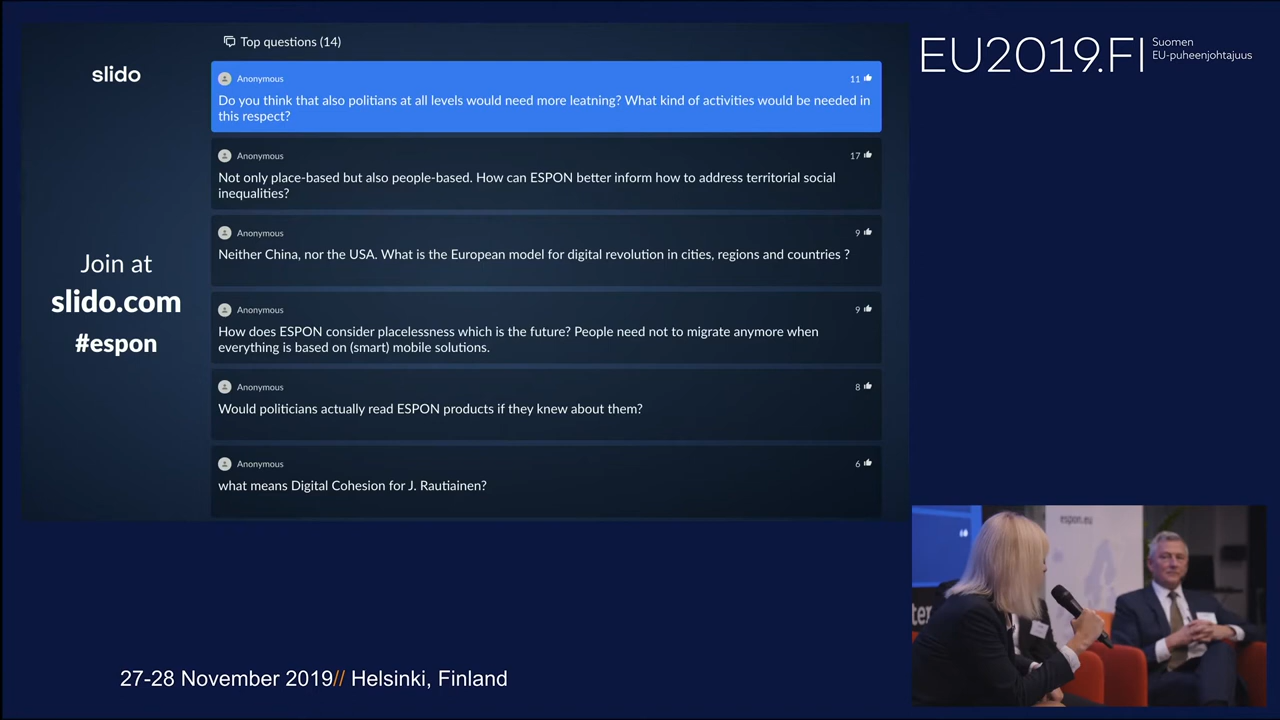 Top questions (14)
slido
Anonymous
11
Do you think that also politians at all levels would need more leatning? What kind of activities would be needed in
this respect?
Anonymous
17
Not only place-based but also people-based. How can ESPON better inform how to address territorial social
inequalities?
Anonymous
9
Neither China, nor the USA. What is the European model for digital revolution in cities, regions and countries ?
Anonymous
9
How does ESPON consider placelessness which is the future? People need not to migrate anymore when
everything is based on (smart) mobile solutions.
Anonymous
8
Would politicians actually read ESPON products if they knew about them?
Anonymous
6
what means Digital Cohesion for J. Rautiainen?
Join at
slido.com
#espon
EU2019.FI
Suomen
EU-puheenjohtajuus
espon.eu
27-28 November 2019// Helsinki, Finland